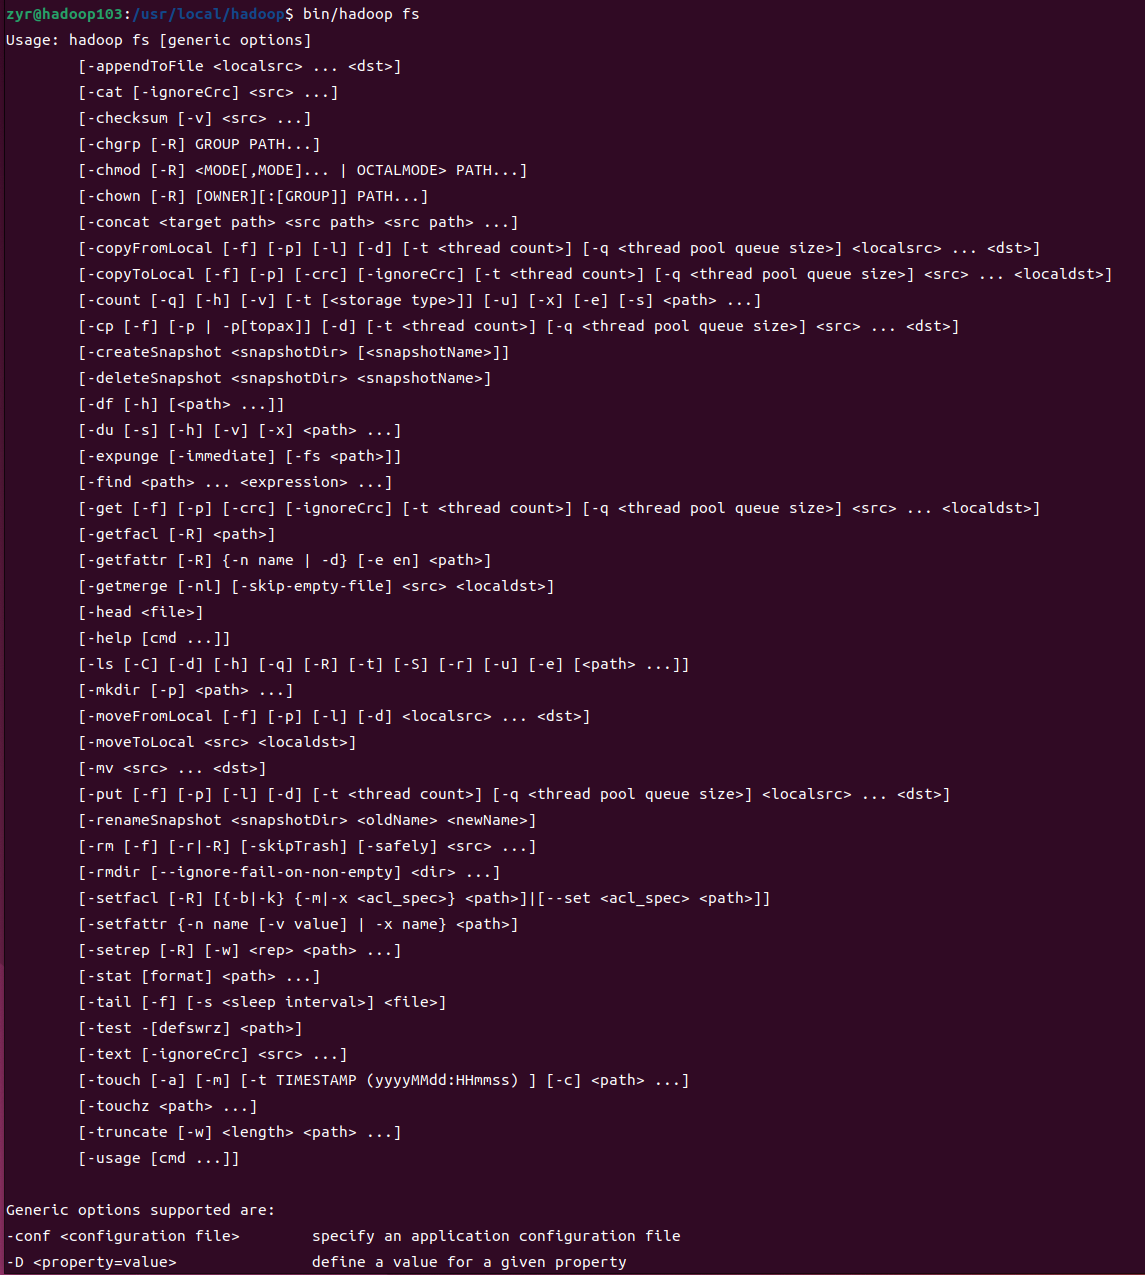 zyr@hadoop103:/usr/local/hadoop$ bin/hadoop fs
Usage: hadoop fs [generic options]
[-appendToFile <localsrc> ... <dst>]
[-cat [-ignoreCrc] <src> ...]
[-checksum [-v] <src> ...]
[-chgrp [-R] GROUP PATH...]
[-chmod [-R] <MODE[,MODE]... | OCTALMODE> PATH...]
[-chown [-R] [OWNER][:[GROUP]] PATH...]
[-concat <target path> <src path> <src path> ...]
[-copyFromLocal [-f] [-p] [-l] [-d] [-t <thread count>] [-q <thread pool queue size>] <localsrc> ... <dst>]
[-copyToLocal [-f] [-p] [-crc] [-ignoreCrc] [-t <thread count>] [-q <thread pool queue size>] <src> ... <localdst>]
[-count [-q] [-h] [-v] [-t [<storage type>]] [-u] [-x] [-e] [-s] <path> ...]
[-cp [-f] [-p | -p[topax]] [-d] [-t <thread count>] [-q <thread pool queue size>] <src> ... <dst>]
[-createSnapshot <snapshotDir> [<snapshotName>]]
[-deleteSnapshot <snapshotDir> <snapshotName>]
[-df [-h] [<path> ...]]
[-du [-s] [-h] [-v] [-x] <path> ...]
[-expunge [-immediate] [-fs <path>]]
[-find <path> ... <expression> ...]
[-get [-f] [-p] [-crc] [-ignoreCrc] [-t <thread count>] [-q <thread pool queue size>] <src> ... <localdst>]
[-getfacl [-R] <path>]
[-getfattr [-R] {-n name | -d} [-e en] <path>]
[-getmerge [-nl] [-skip-empty-file] <src> <localdst>]
[-head <file>]
[-help [cmd ...]]
[-ls [-C] [-d] [-h] [-q] [-R] [-t] [-S] [-r] [-u] [-e] [<path> ...]]
[-mkdir [-p] <path> ...]
[-moveFromLocal [-f] [-p] [-l] [-d] <localsrc> ... <dst>]
[-moveToLocal <src> <localdst>]
[-mv <src> ... <dst>]
[-put [-f] [-p] [-l] [-d] [-t <thread count>] [-q <thread pool queue size>] <localsrc> ... <dst>]
[-renameSnapshot <snapshotDir> <oldName> <newName>]
[-rm [-f] [-r|-R] [-skipTrash] [-safely] <src> ...]
[-rmdir [--ignore-fail-on-non-empty] <dir> ...]
[-setfacl [-R] [{-b|-k} {-m|-x <acl_spec>} <path>]|[--set <acl_spec> <path>]]
[-setfattr {-n name [-v value] | -x name} <path>]
[-setrep [-R] [-w] <rep> <path> ...]
[-stat [format] <path> ...]
[-tail [-f] [-s <sleep interval>] <file>]
[-test -[defswrz] <path>]
[-text [-ignoreCrc] <src> ...]
[-touch [-a] [-m] [-t TIMESTAMP (yyyyMMdd:HHmmss) ] [-c] <path> ...]
[-touchz <path> ...]
[-truncate [-w] <length> <path> ...]
[-usage [cmd ...]]
Generic options supported are:
-conf <configuration file>        specify an application configuration file
-D <property=value>               define a value for a given property